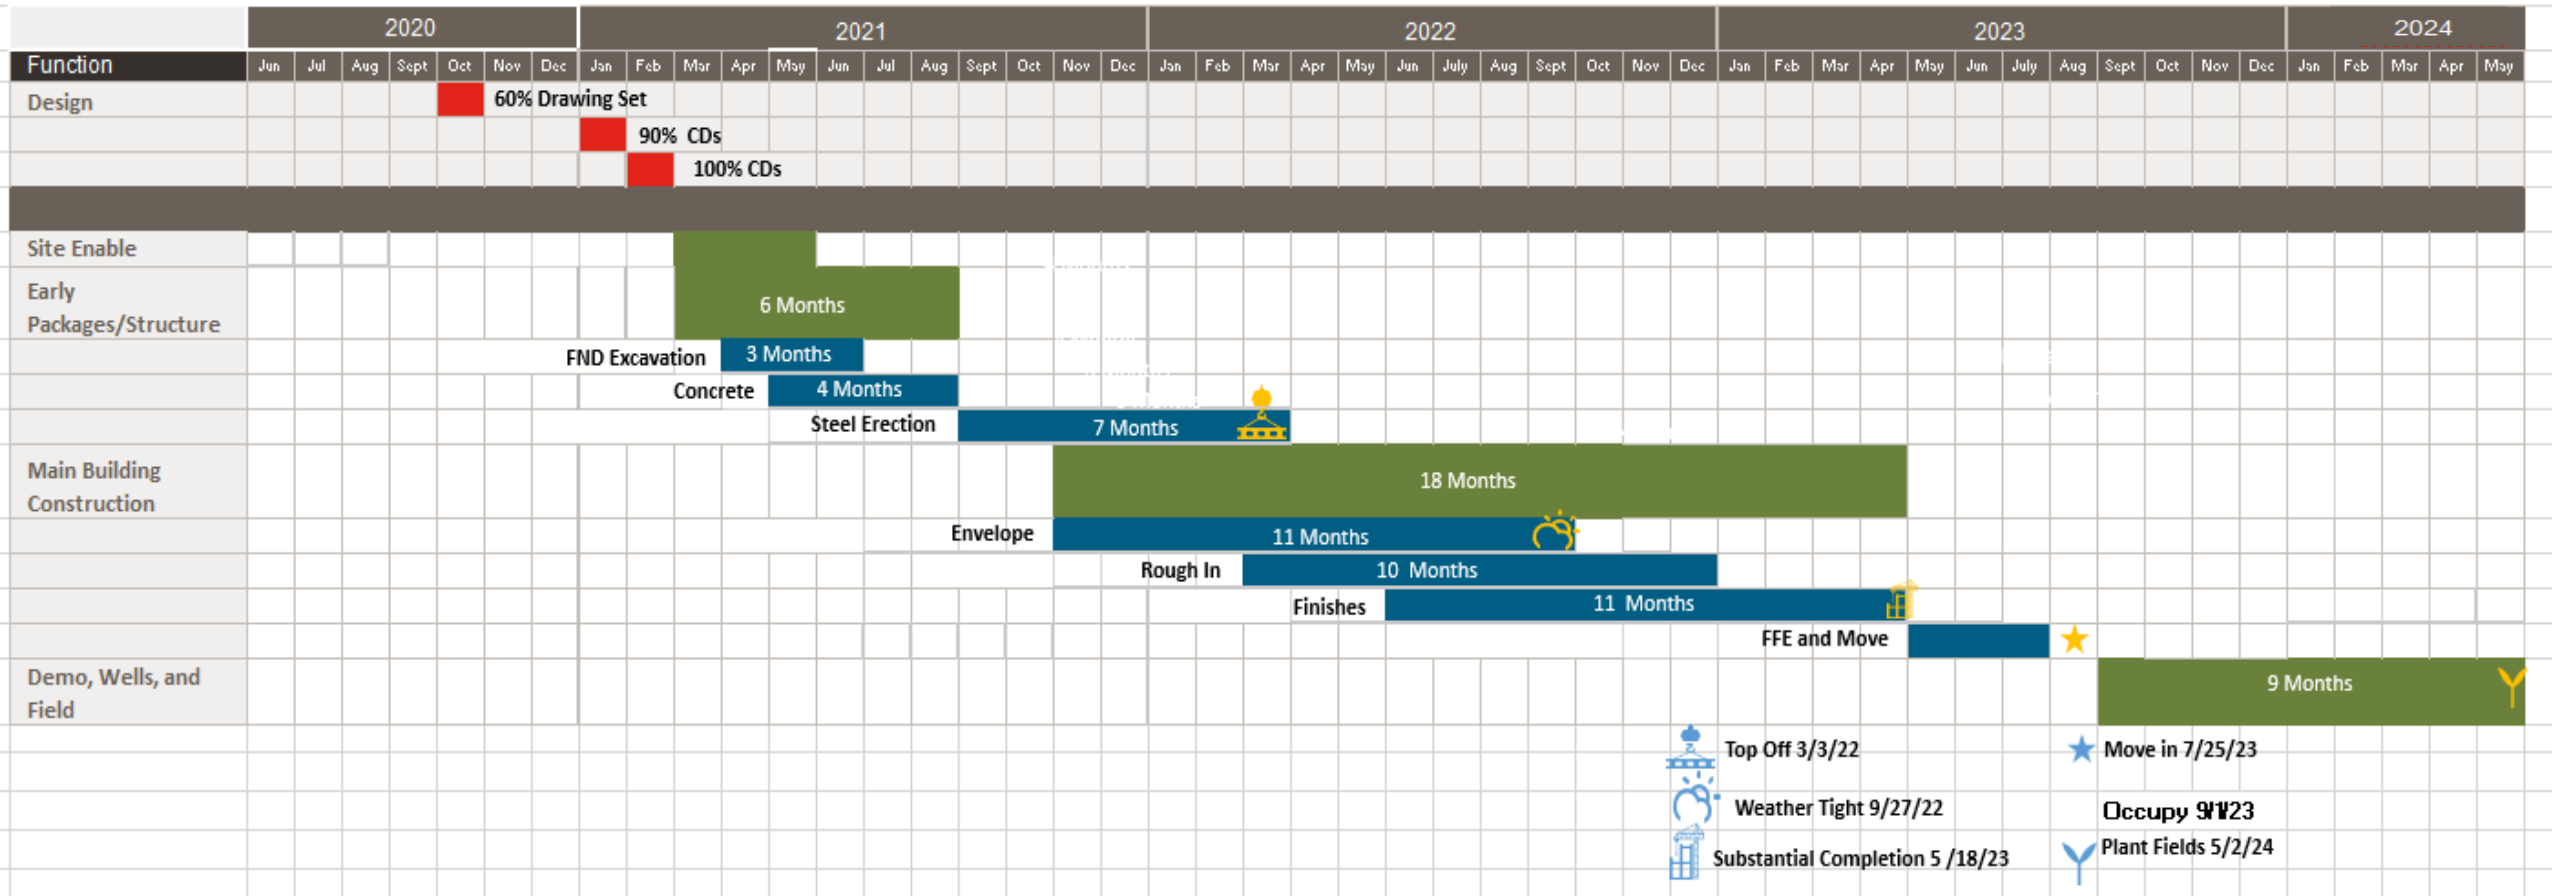 2020 2021 2022 2023 2024
Function Jun Jul Aug Sept Oct Nov Dec Jan Feb Mar Apr May Jun Jul Aug Sept Oct Nov Dec Jan Feb Mar Apr May Jun July Aug Sept Oct Nov Dec Jan Feb Mar Apr May Jun July Aug Sept Oct Nov Dec Jan Feb Mar Apr May
Design 60% Drawing Set
90% CDs
100% CDs
Site Enable
Early
Packages/Structure
6 Months
FND Excavation 3 Months
Concrete 4 Months
Steel Erection 7 Months
Main Building
Construction
18 Months
Envelope 11 Months
Rough In 10 Months
Finishes 11 Months
FFE and Move
Demo, Wells, and
Field
9 Months
Top Off 3/3/22
Move in 7/25/23
Weather Tight 9/27/22
Occupy 9/1/23
Substantial Completion 5 /18/23
Plant Fields 5/2/24